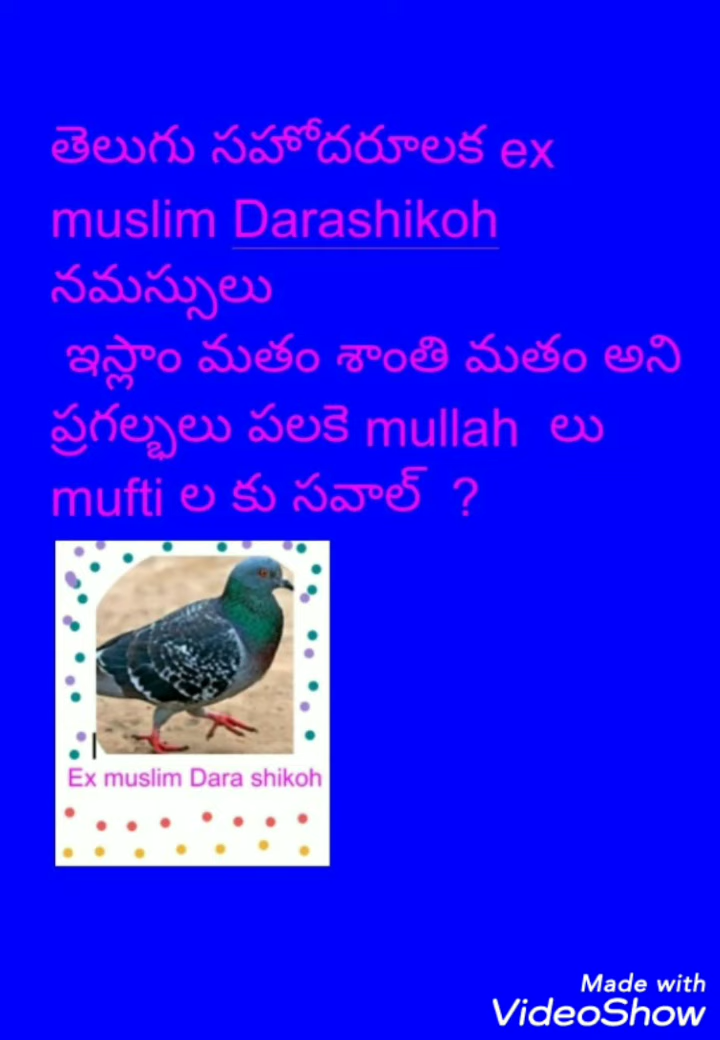 తెలుగు సహోదరూలక ex
muslim Darashikoh
నమస్సులు
ఇస్లాం మతం శాంతి మతం అని
ప్రగల్భలు పలకె mullah లు
mufti ల కు సవాల్ ?
Ex muslim Dara shikoh
Made with
VideoShow